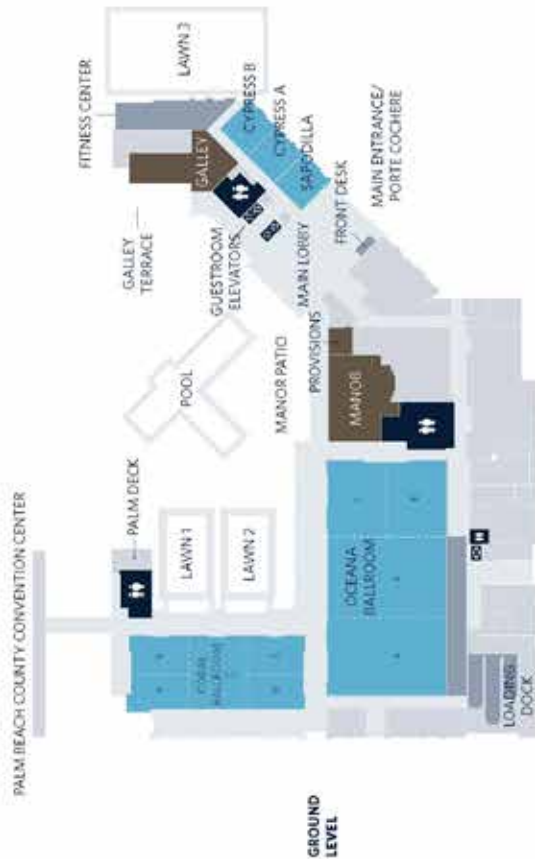 PALM BEACH COUNTY CONVENTION CENTER
PALM DECK
LAWN 1
LAWN 2
CORAL
BALLROOM
POOL
GALLEY
TERRACE
FITNESS CENTER
LAWN 3
GALLEY
CYPRESS B
CYPRESS A
SAPODILLA
GUESTROOM
ELEVATORS
MAIN LOBBY
FRONT DESK
MAIN ENTRANCE/
PORTE COCHERE
MANOR PATIO
PROVISIONS
MANOR
OCEANA
BALLROOM
LOADING
DOCK
GROUND
LEVEL